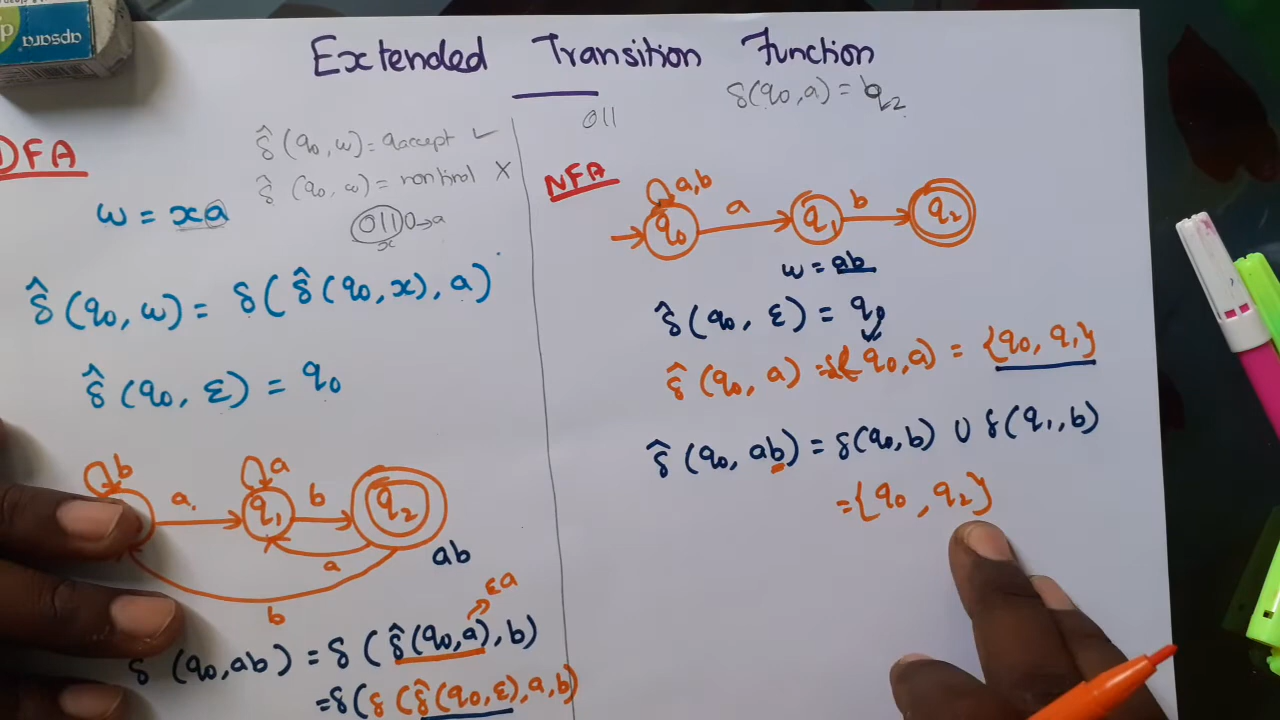 apsara
Extended Transition Function
δ(q0,a) = q2
011
DFA
δ̂(q0,ω) = qaccept ✓
δ̂(q0,ω) = nonfinal X
ω = xa
0110→a
x
δ̂(q0,ω) = δ(δ̂(q0,x),a)
δ̂(q0,ε) = q0
b
a
a
q1
b
q2
a
b
ab
εa
δ(q0,ab) = δ(δ̂(q0,a),b)
=δ(δ(δ̂(q0,ε),a,b)
NFA
a,b
q0
a
q1
b
q2
ω = ab
δ̂(q0, ε) = q0
δ̂(q0,a) = δ(q0,a) = {q0,q1}
δ̂(q0,ab) = δ(q0,b) ∪ δ(q1,b)
={q0,q2}